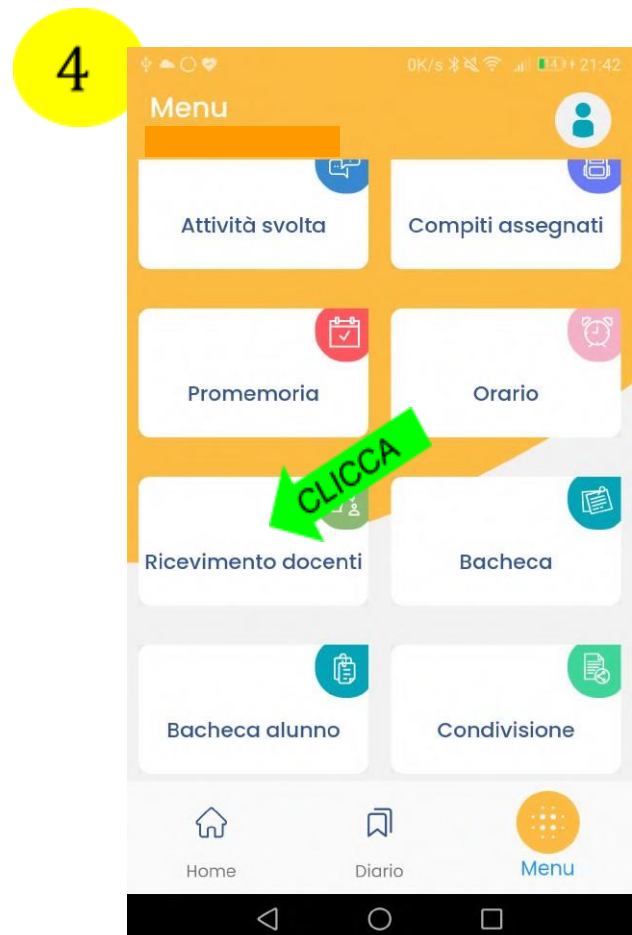 4
0K/s 21:42
Menu
Attività svolta
Compiti assegnati
Promemoria
Orario
CLICCA
Ricevimento docenti
Bacheca
Bacheca alunno
Condivisione
Home
Diario
Menu